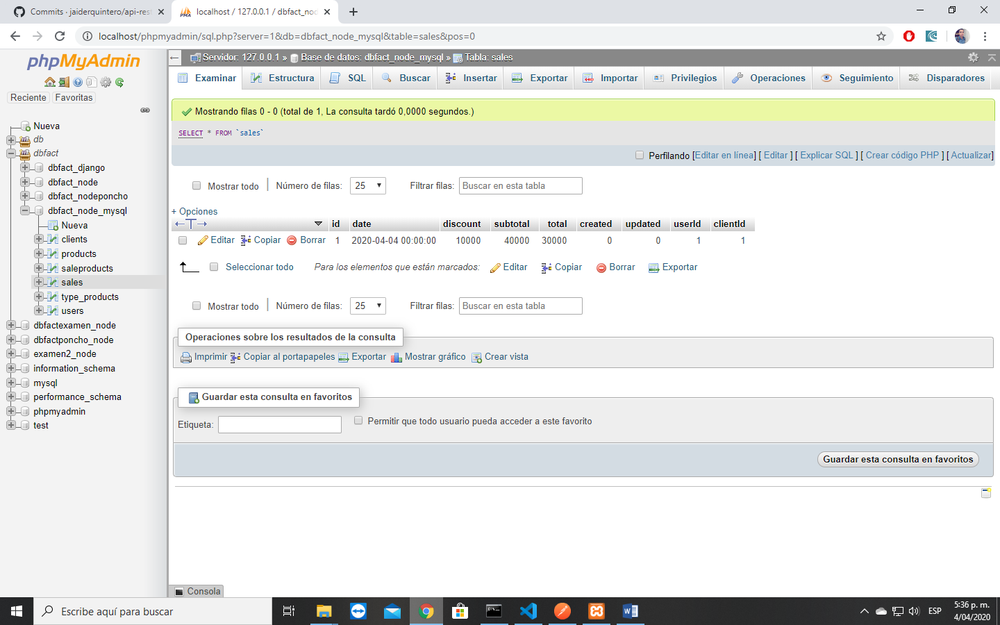 Commits · jaiderquintero/api-rest
localhost / 127.0.0.1 / dbfact_nod
localhost/phpmyadmin/sql.php?server=1&db=dbfact_node_mysql&table=sales&pos=0
phpMyAdmin
Reciente Favoritas
Nueva
db
dbfact
dbfact_django
dbfact_node
dbfact_nodeponcho
dbfact_node_mysql
Nueva
clients
products
saleproducts
sales
type_products
users
dbfactexamen_node
dbfactponcho_node
examen2_node
information_schema
mysql
performance_schema
phpmyadmin
test
Servidor: 127.0.0.1 » Base de datos: dbfact_node_mysql » Tabla: sales
Examinar Estructura SQL Buscar Insertar Exportar Importar Privilegios Operaciones Seguimiento Disparadores
Mostrando filas 0 - 0 (total de 1, La consulta tardó 0,0000 segundos.)
SELECT * FROM `sales`
Perfilando [Editar en línea] [ Editar ] [ Explicar SQL ] [ Crear código PHP ] [ Actualizar]
Mostrar todo | Número de filas: 25 Filtrar filas: Buscar en esta tabla
+ Opciones
←T→ id date discount subtotal total created updated userId clientId
Editar Copiar Borrar 1 2020-04-04 00:00:00 10000 40000 30000 0 0 1 1
Seleccionar todo Para los elementos que están marcados: Editar Copiar Borrar Exportar
Mostrar todo | Número de filas: 25 Filtrar filas: Buscar en esta tabla
Operaciones sobre los resultados de la consulta
Imprimir Copiar al portapapeles Exportar Mostrar gráfico Crear vista
Guardar esta consulta en favoritos
Etiqueta: Permitir que todo usuario pueda acceder a este favorito
Guardar esta consulta en favoritos
Consola
Escribe aquí para buscar
ESP
5:36 p. m.
4/04/2020